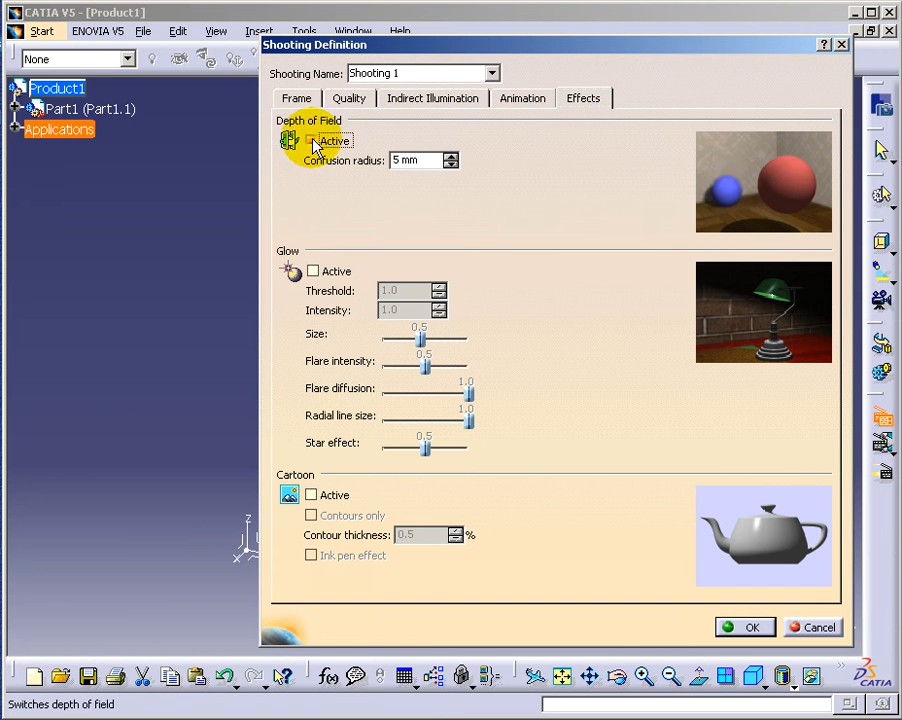 CATIA V5 - [Product1]
Start ENOVIA V5 File Edit View Insert Tools Window Help
Shooting Definition
None
Shooting Name: Shooting 1
Product1
Part1 (Part1.1)
Applications
Frame Quality Indirect Illumination Animation Effects
Depth of Field
Active
Confusion radius: 5 mm
Glow
Active
Threshold: 1.0
Intensity: 1.0
Size: 0.5
Flare intensity: 0.5
Flare diffusion: 1.0
Radial line size: 1.0
Star effect: 0.5
Cartoon
Active
Contours only
Contour thickness: 0.5 %
Ink pen effect
z
OK Cancel
f(x)
CATIA
Switches depth of field